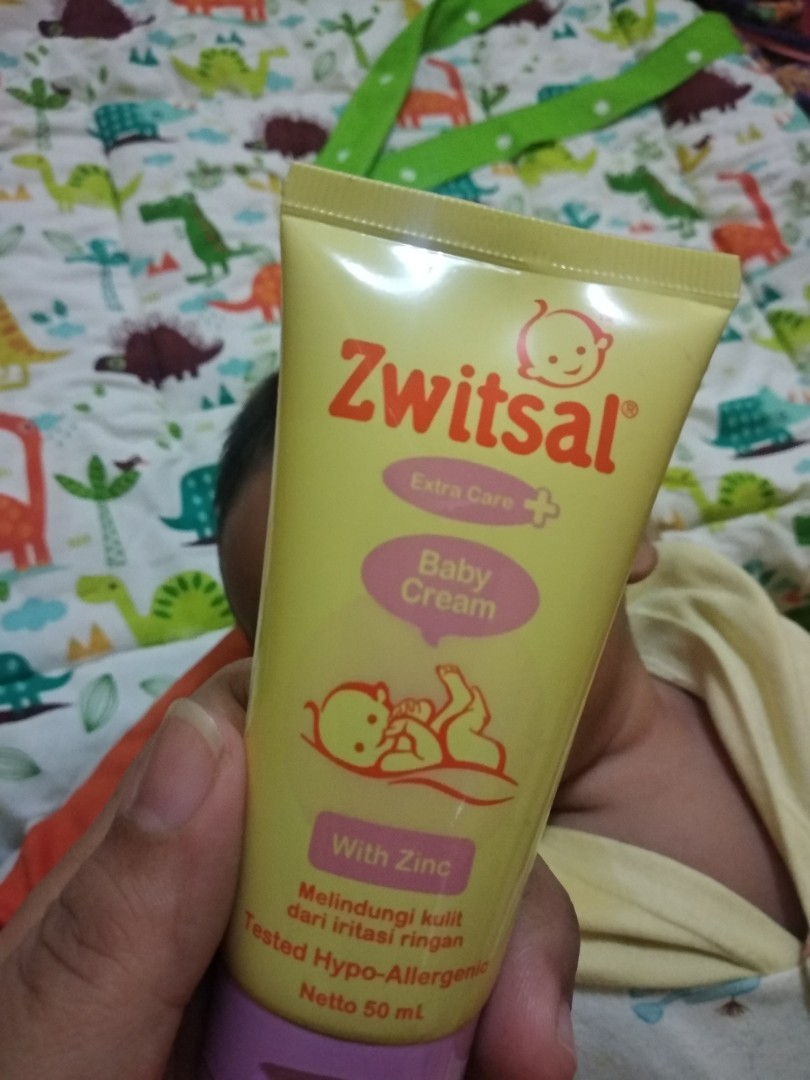 Zwitsal®
Extra Care +
Baby
Cream
With Zinc
Melindungi kulit
dari iritasi ringan
Tested Hypo-Allergenic
Netto 50 mL